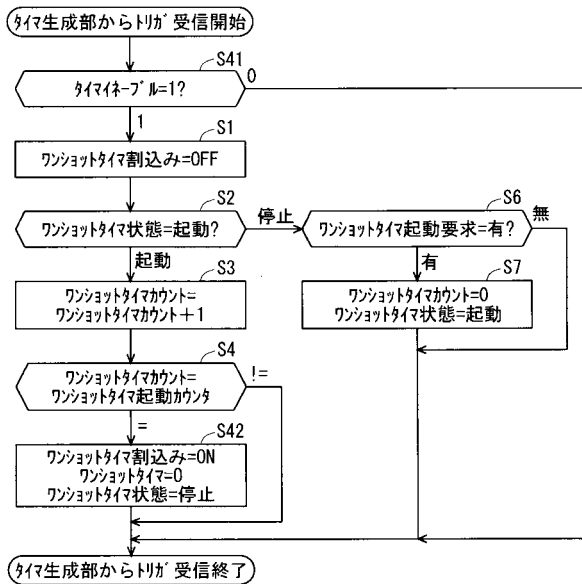 ﾀｲﾏ生成部からﾄﾘｶﾞ受信開始
S41
ﾀｲﾏｲﾈｰﾌﾞﾙ=1?
0
1
S1
ﾜﾝｼｮｯﾄﾀｲﾏ割込み=OFF
S2
ﾜﾝｼｮｯﾄﾀｲﾏ状態=起動?
停止
S6
ﾜﾝｼｮｯﾄﾀｲﾏ起動要求=有?
無
起動
有
S3
ﾜﾝｼｮｯﾄﾀｲﾏｶｳﾝﾄ=
ﾜﾝｼｮｯﾄﾀｲﾏｶｳﾝﾄ+1
S7
ﾜﾝｼｮｯﾄﾀｲﾏｶｳﾝﾄ=0
ﾜﾝｼｮｯﾄﾀｲﾏ状態=起動
S4
ﾜﾝｼｮｯﾄﾀｲﾏｶｳﾝﾄ=
ﾜﾝｼｮｯﾄﾀｲﾏ起動ｶｳﾝﾀ
!=
=
S42
ﾜﾝｼｮｯﾄﾀｲﾏ割込み=ON
ﾜﾝｼｮｯﾄﾀｲﾏ=0
ﾜﾝｼｮｯﾄﾀｲﾏ状態=停止
ﾀｲﾏ生成部からﾄﾘｶﾞ受信終了